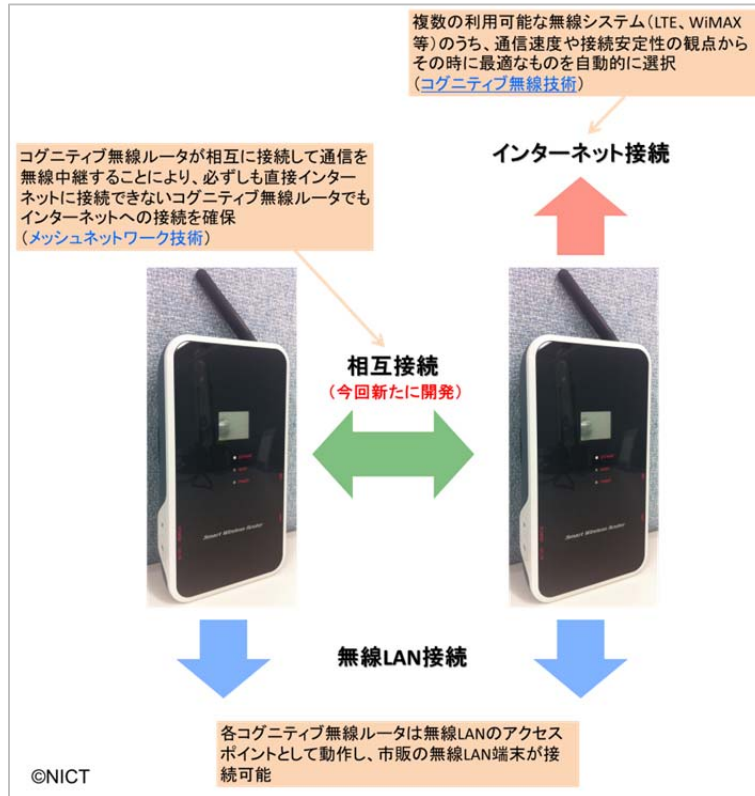 複数の利用可能な無線システム(LTE、WiMAX
等)のうち、通信速度や接続安定性の観点から
その時に最適なものを自動的に選択
(コグニティブ無線技術)
インターネット接続
コグニティブ無線ルータが相互に接続して通信を
無線中継することにより、必ずしも直接インター
ネットに接続できないコグニティブ無線ルータでも
インターネットへの接続を確保
(メッシュネットワーク技術)
相互接続
(今回新たに開発)
Smart Wireless Router
Smart Wireless Router
無線LAN接続
各コグニティブ無線ルータは無線LANのアクセス
ポイントとして動作し、市販の無線LAN端末が接
続可能
©NICT